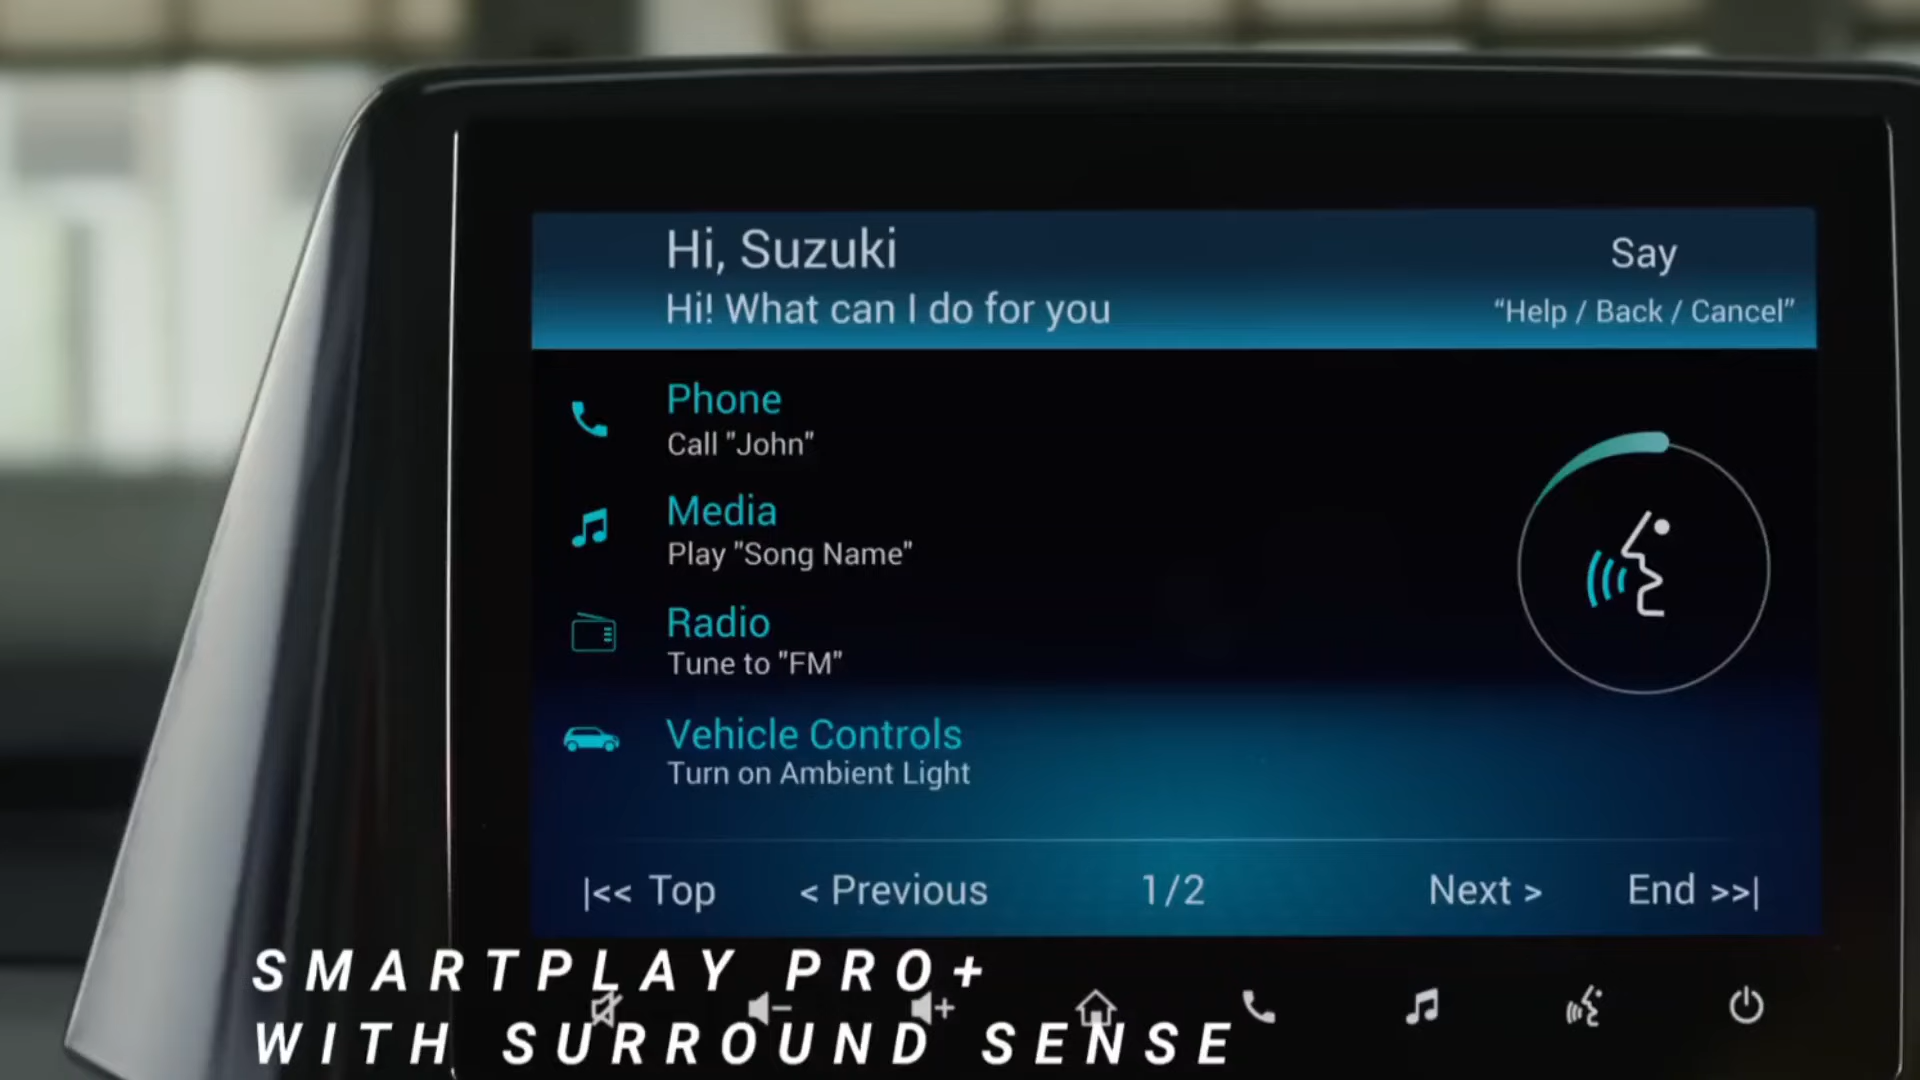 Hi, Suzuki
Hi! What can I do for you
Say
“Help / Back / Cancel”
Phone
Call "John"
Media
Play "Song Name"
Radio
Tune to "FM"
Vehicle Controls
Turn on Ambient Light
|<< Top
< Previous
1/2
Next >
End >>|
SMARTPLAY PRO+
WITH SURROUND SENSE